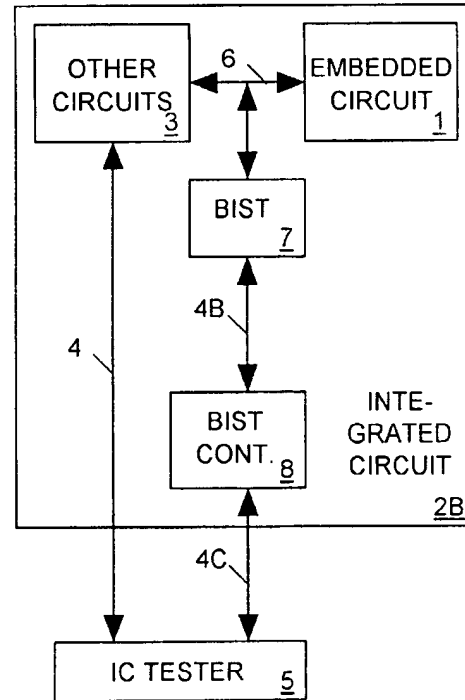 OTHER
CIRCUITS
3
6
EMBEDDED
CIRCUIT
1
BIST
7
4B
4
BIST
CONT.
8
INTE-
GRATED
CIRCUIT
2B
4C
IC TESTER 5